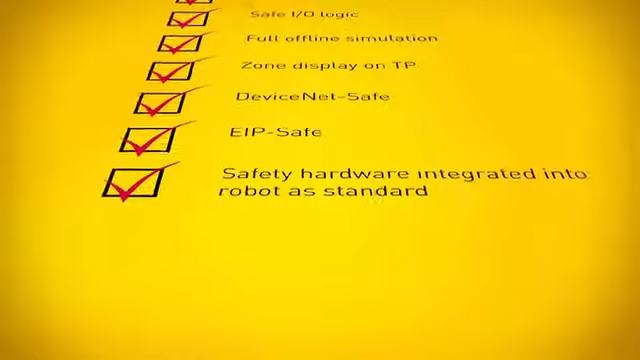 Safe I/O logic
Full offline simulation
Zone display on TP
DeviceNet-Safe
EIP-Safe
Safety hardware integrated into
robot as standard